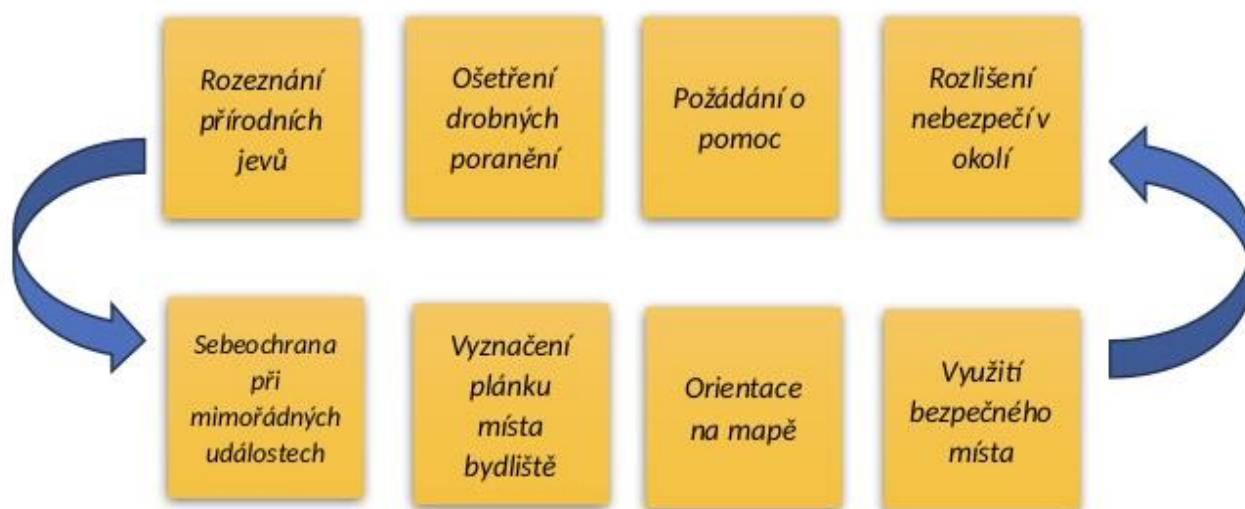 Rozeznání
přírodních
jevů
Ošetření
drobných
poranění
Požádání o
pomoc
Rozlišení
nebezpečí v
okolí
Sebeochrana
při
mimořádných
událostech
Vyznačení
plánku
místa
bydliště
Orientace
na mapě
Využití
bezpečného
místa